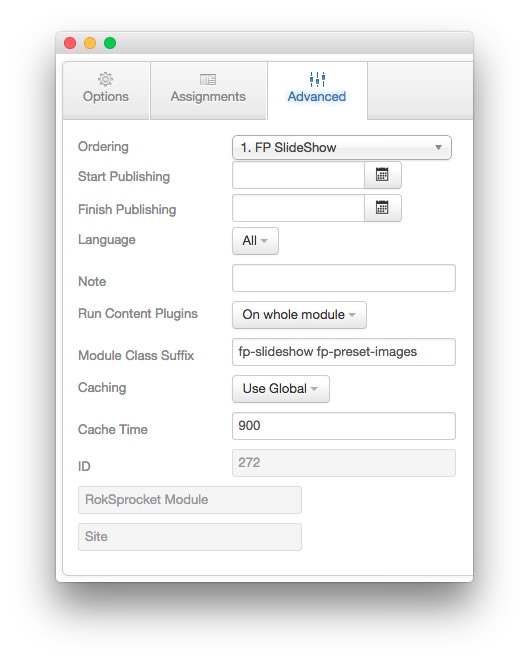 Options Assignments Advanced
Ordering 1. FP SlideShow
Start Publishing
Finish Publishing
Language All
Note
Run Content Plugins On whole module
Module Class Suffix fp-slideshow fp-preset-images
Caching Use Global
Cache Time 900
ID 272
RokSprocket Module
Site